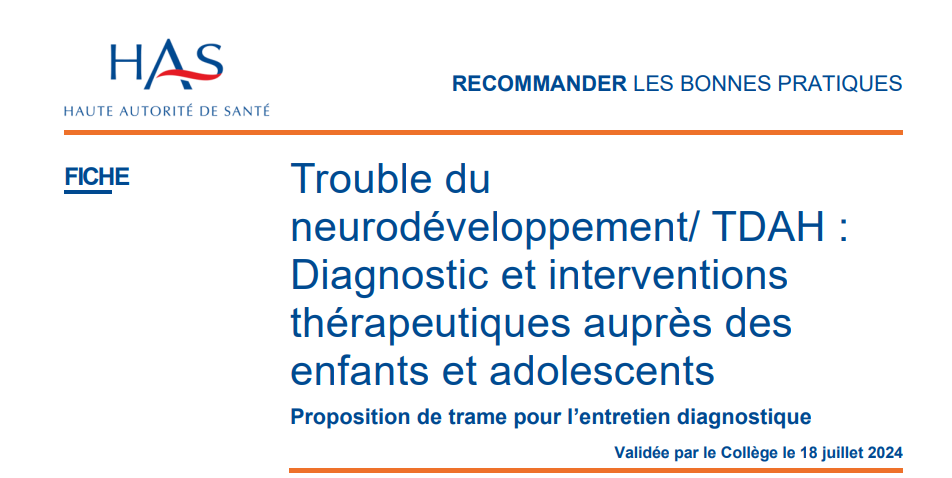 HAS
HAUTE AUTORITÉ DE SANTÉ
RECOMMANDER LES BONNES PRATIQUES
FICHE
Trouble du
neurodéveloppement/ TDAH :
Diagnostic et interventions
thérapeutiques auprès des
enfants et adolescents
Proposition de trame pour l’entretien diagnostique
Validée par le Collège le 18 juillet 2024